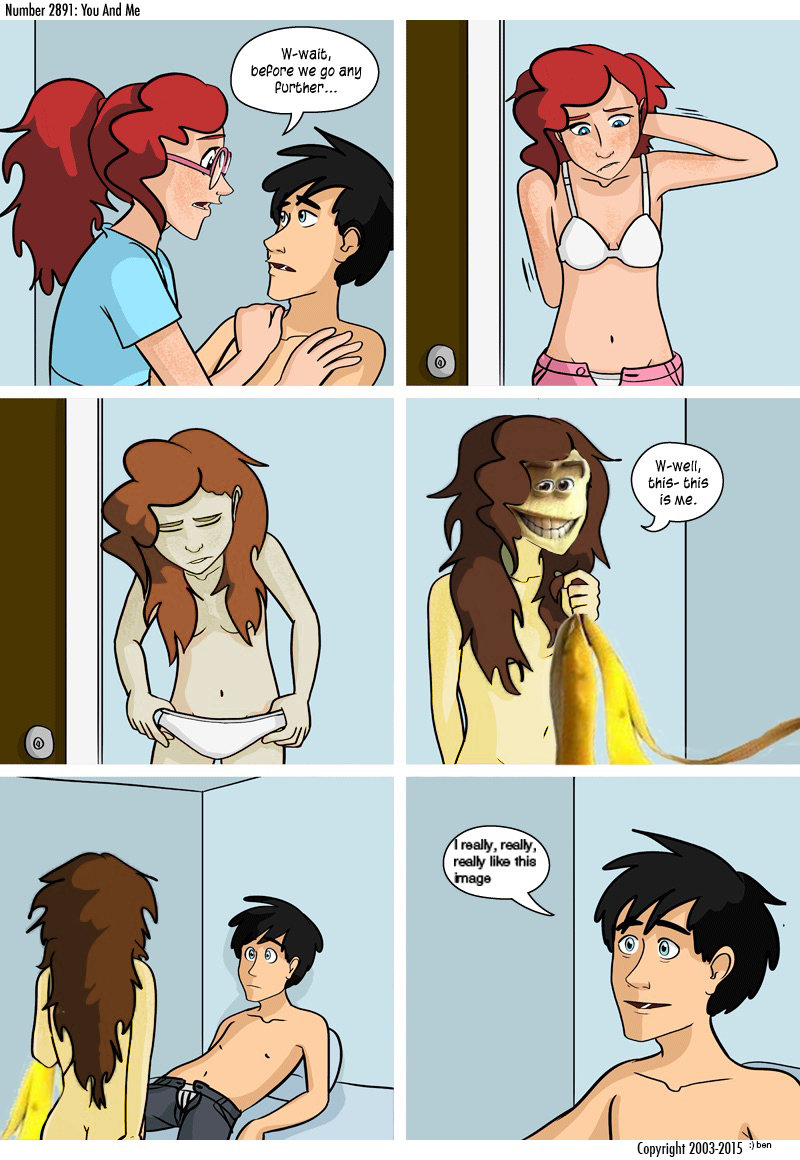 Number 2891: You And Me
W-wait,
before we go any
further...
W-well,
this- this
is me.
I really, really,
really like this
image
Copyright 2003-2015 :) ben